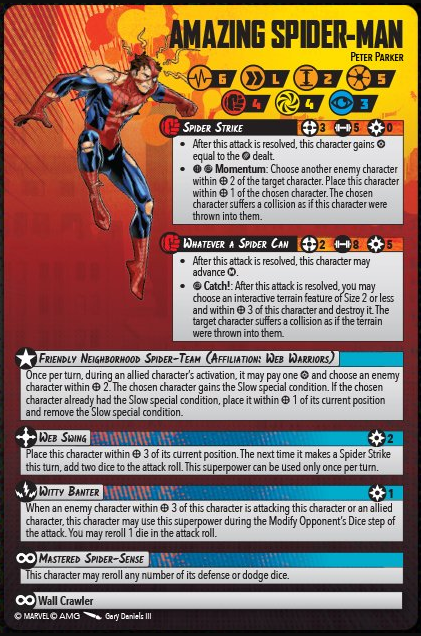 AMAZING SPIDER-MAN
PETER PARKER
6 L 2 5
4 4 3
SPIDER STRIKE 3 5 0
• After this attack is resolved, this character gains
equal to the dealt.
• Momentum: Choose another enemy character
within 2 of the target character. Place this character
within 1 of the chosen character. The chosen
character suffers a collision as if this character were
thrown into them.
WHATEVER A SPIDER CAN 2 8 5
• After this attack is resolved, this character may
advance M.
• Catch!: After this attack is resolved, you may
choose an interactive terrain feature of Size 2 or less
and within 3 of this character and destroy it. The
target character suffers a collision as if the terrain
were thrown into them.
FRIENDLY NEIGHBORHOOD SPIDER-TEAM (AFFILIATION: WEB WARRIORS)
Once per turn, during an allied character's activation, it may pay one and choose an enemy
character within 2. The chosen character gains the Slow special condition. If the chosen
character already had the Slow special condition, place it within 1 of its current position
and remove the Slow special condition.
WEB SWING 2
Place this character within 3 of its current position. The next time it makes a Spider Strike
this turn, add two dice to the attack roll. This superpower can be used only once per turn.
WITTY BANTER 1
When an enemy character within 3 of this character is attacking this character or an allied
character, this character may use this superpower during the Modify Opponent's Dice step of
the attack. You may reroll 1 die in the attack roll.
MASTERED SPIDER-SENSE
This character may reroll any number of its defense or dodge dice.
Wall Crawler
© MARVEL © AMG Gary Daniels III